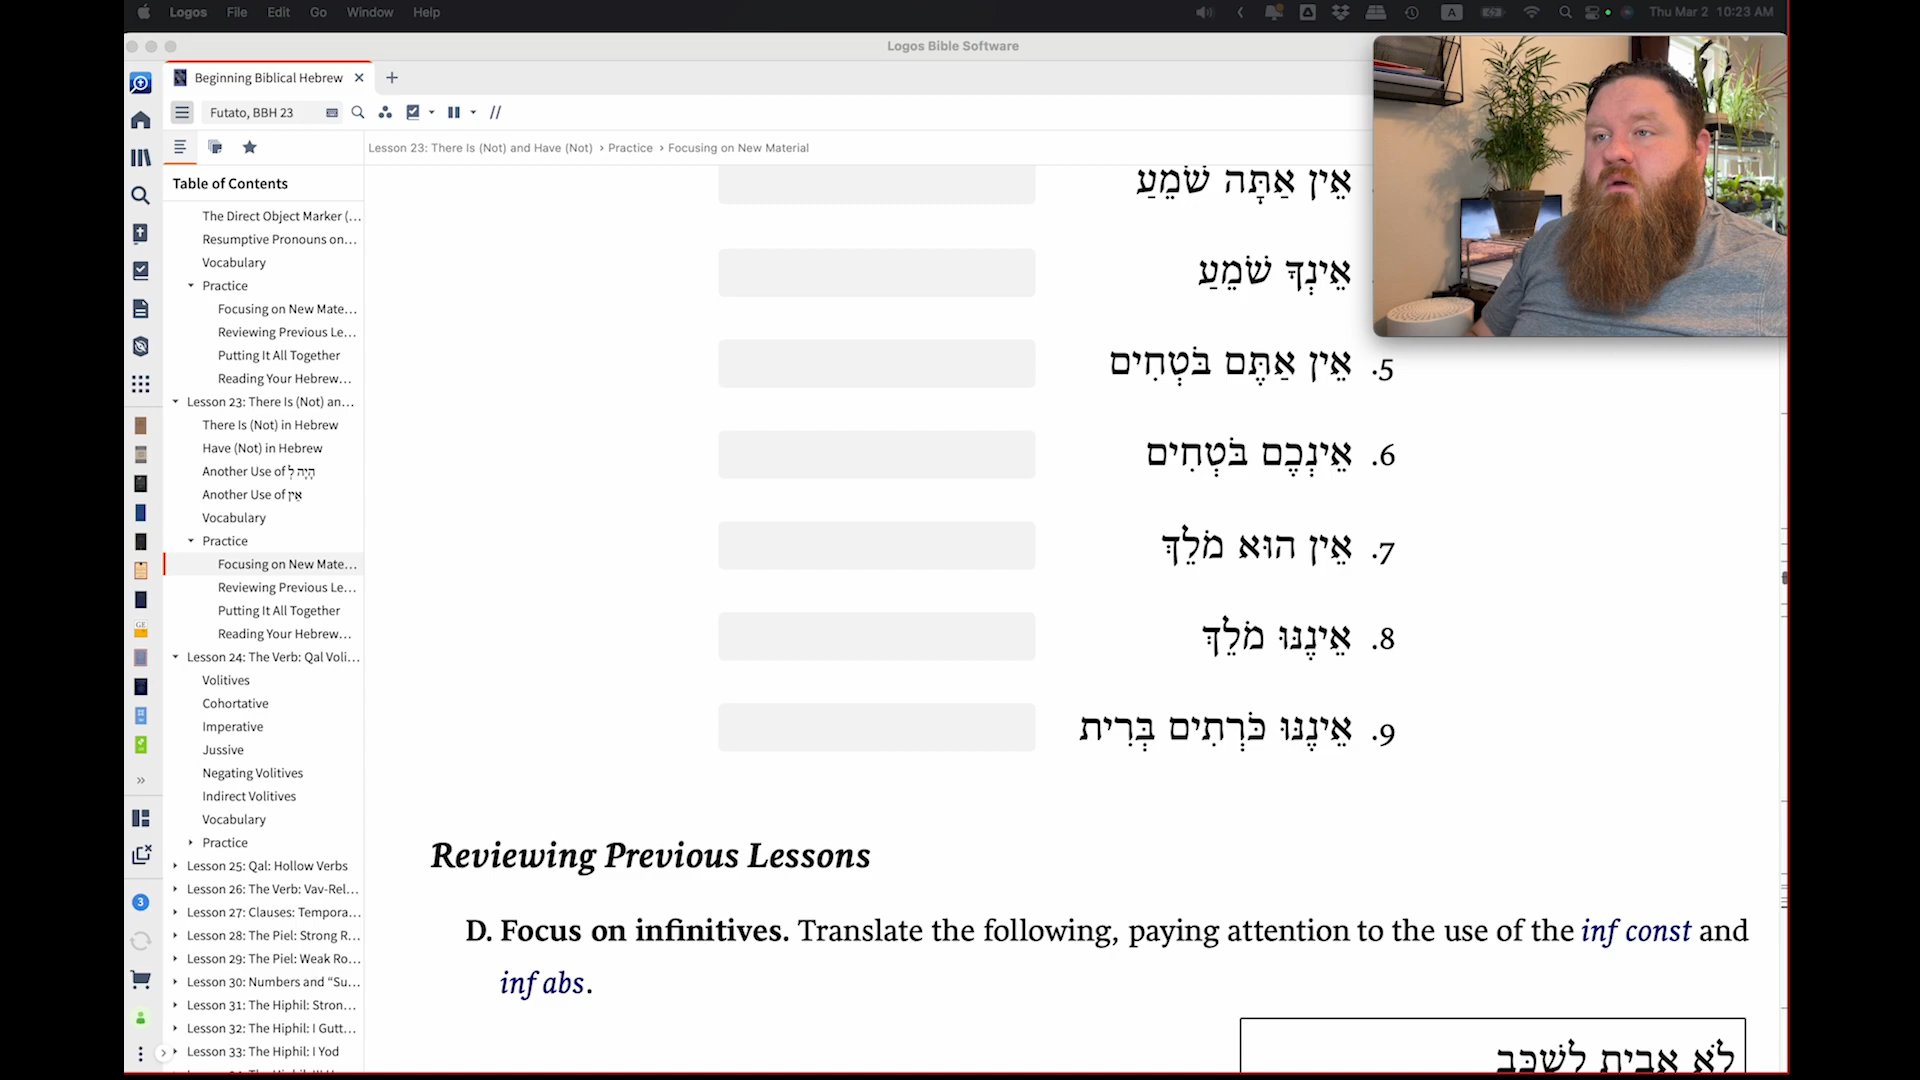 Logos File Edit Go Window Help Thu Mar 2 10:23 AM
Logos Bible Software
Beginning Biblical Hebrew
Futato, BBH 23
Lesson 23: There Is (Not) and Have (Not) › Practice › Focusing on New Material
Table of Contents
The Direct Object Marker (...
Resumptive Pronouns on...
Vocabulary
Practice
Focusing on New Mate...
Reviewing Previous Le...
Putting It All Together
Reading Your Hebrew...
Lesson 23: There Is (Not) an...
There Is (Not) in Hebrew
Have (Not) in Hebrew
Another Use of הָיָה לְ
Another Use of אֵין
Vocabulary
Practice
Focusing on New Mate...
Reviewing Previous Le...
Putting It All Together
Reading Your Hebrew...
Lesson 24: The Verb: Qal Voli...
Volitives
Cohortative
Imperative
Jussive
Negating Volitives
Indirect Volitives
Vocabulary
Practice
Lesson 25: Qal: Hollow Verbs
Lesson 26: The Verb: Vav-Rel...
Lesson 27: Clauses: Tempora...
Lesson 28: The Piel: Strong R...
Lesson 29: The Piel: Weak Ro...
Lesson 30: Numbers and “Su...
Lesson 31: The Hiphil: Stron...
Lesson 32: The Hiphil: I Gutt...
Lesson 33: The Hiphil: I Yod
3
אֵין אַתָּה שֹׁמֵעַ
אֵינְךָ שֹׁמֵעַ
5. אֵין אַתֶּם בֹּטְחִים
6. אֵינְכֶם בֹּטְחִים
7. אֵין הוּא מֹלֵךְ
8. אֵינֶנּוּ מֹלֵךְ
9. אֵינֶנּוּ כֹּרְתִים בְּרִית
Reviewing Previous Lessons
D. Focus on infinitives. Translate the following, paying attention to the use of the inf const and
inf abs.